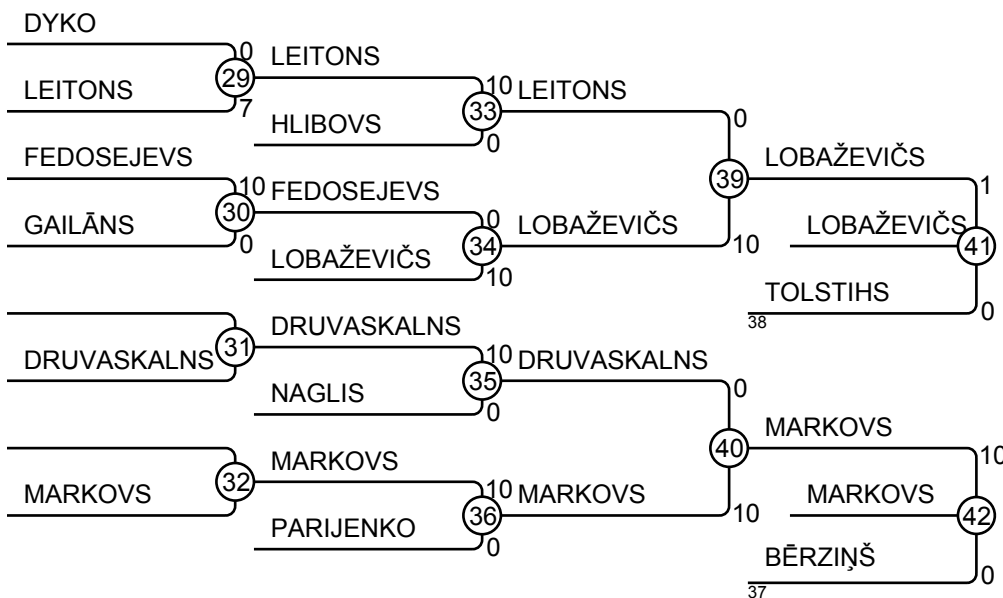 DYKO
0
29
LEITONS
LEITONS
7
10
33
LEITONS
HLIBOVS
0
0
FEDOSEJEVS
39
LOBAŽEVIČS
10
30
FEDOSEJEVS
1
GAILĀNS
0
0
34
LOBAŽEVIČS
10
LOBAŽEVIČS
41
LOBAŽEVIČS
10
TOLSTIHS
0
38
31
DRUVASKALNS
DRUVASKALNS
10
35
DRUVASKALNS
NAGLIS
0
0
40
MARKOVS
32
MARKOVS
10
MARKOVS
10
36
MARKOVS
10
MARKOVS
42
PARIJENKO
0
BĒRZIŅŠ
0
37